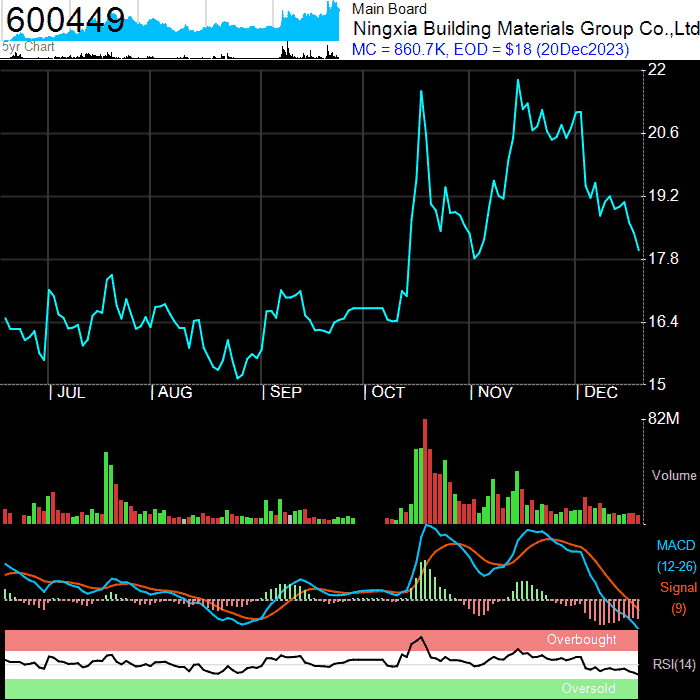 600449
5yr Chart
Main Board
Ningxia Building Materials Group Co.,Ltd
MC = 860.7K, EOD = $18 (20Dec2023)
22
20.6
19.2
17.8
16.4
15
JUL AUG SEP OCT NOV DEC
82M
Volume
MACD
(12-26)
Signal
(9)
Overbought
RSI(14)
Oversold